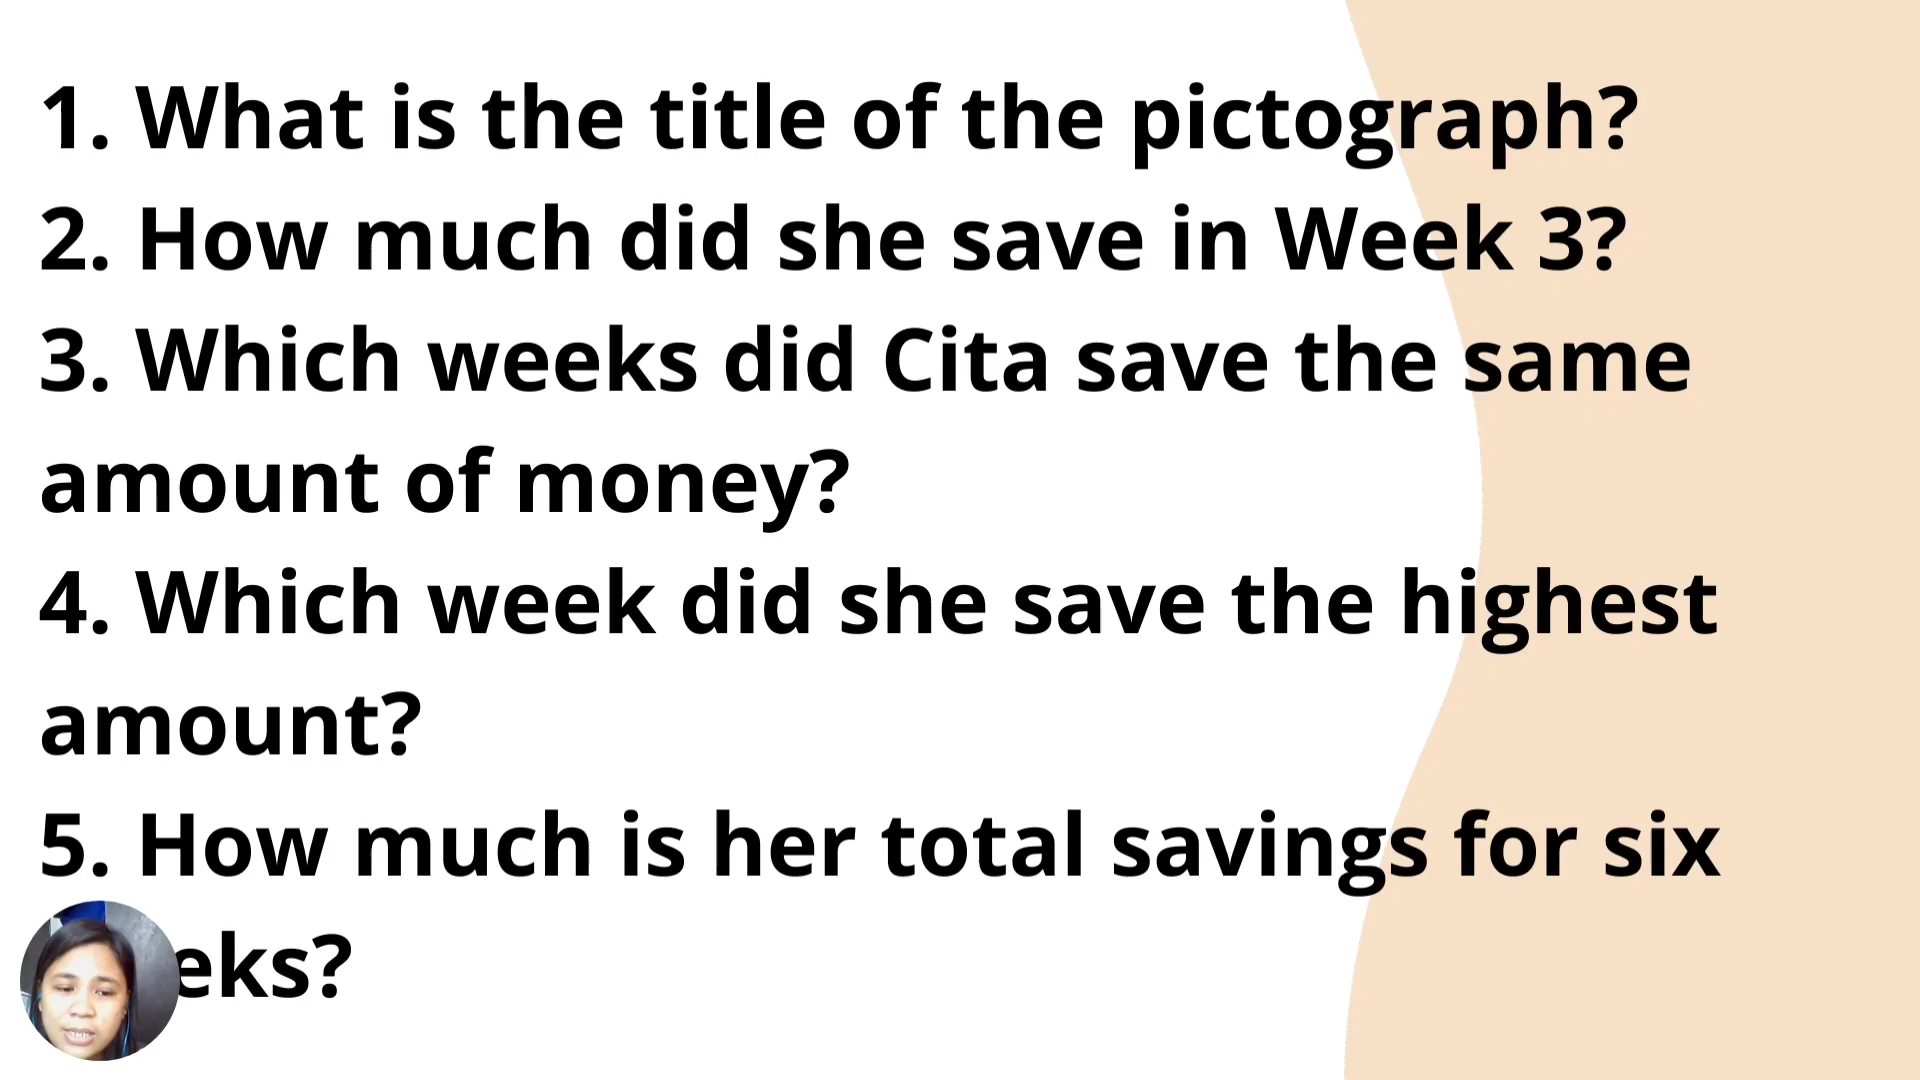 1. What is the title of the pictograph?
2. How much did she save in Week 3?
3. Which weeks did Cita save the same
amount of money?
4. Which week did she save the highest
amount?
5. How much is her total savings for six
eks?